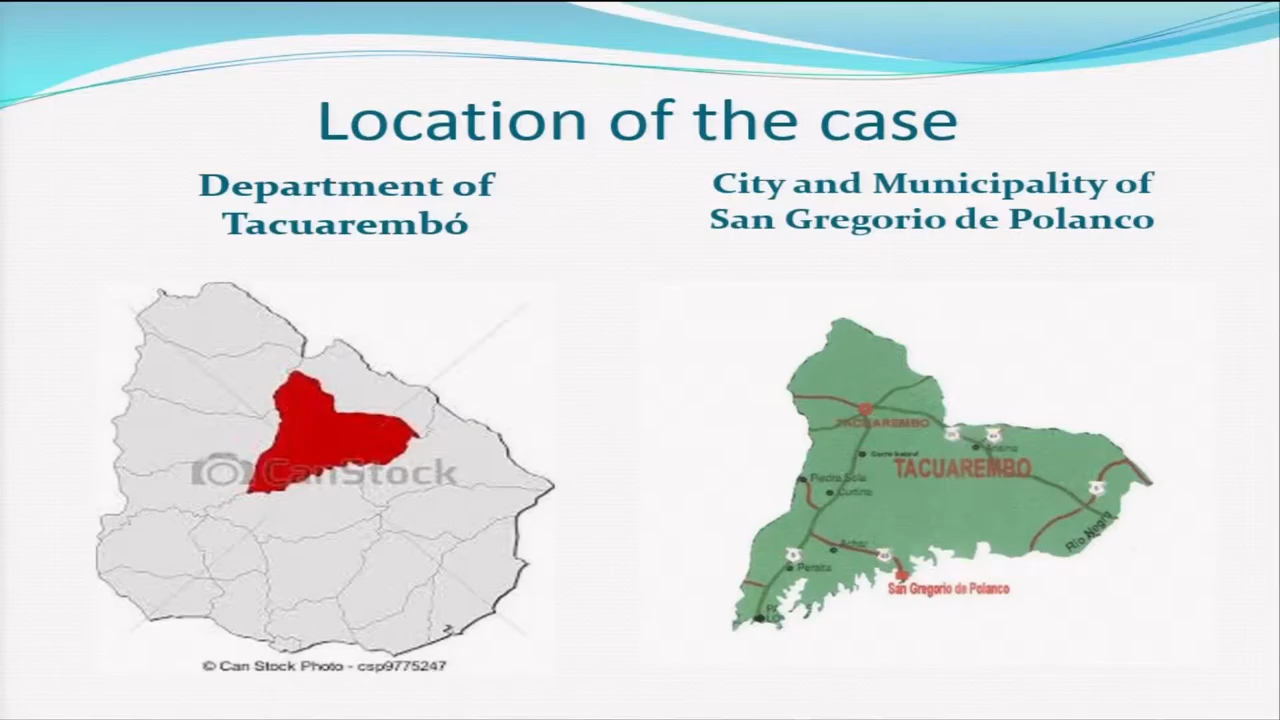 Location of the case
Department of
Tacuarembó
City and Municipality of
San Gregorio de Polanco
CanStock
© Can Stock Photo - csp9775247
TACUAREMBO
TACUAREMBO
Piedra Sola
Curtina
Achar
Peralta
San Gregorio de Polanco
Río Negro